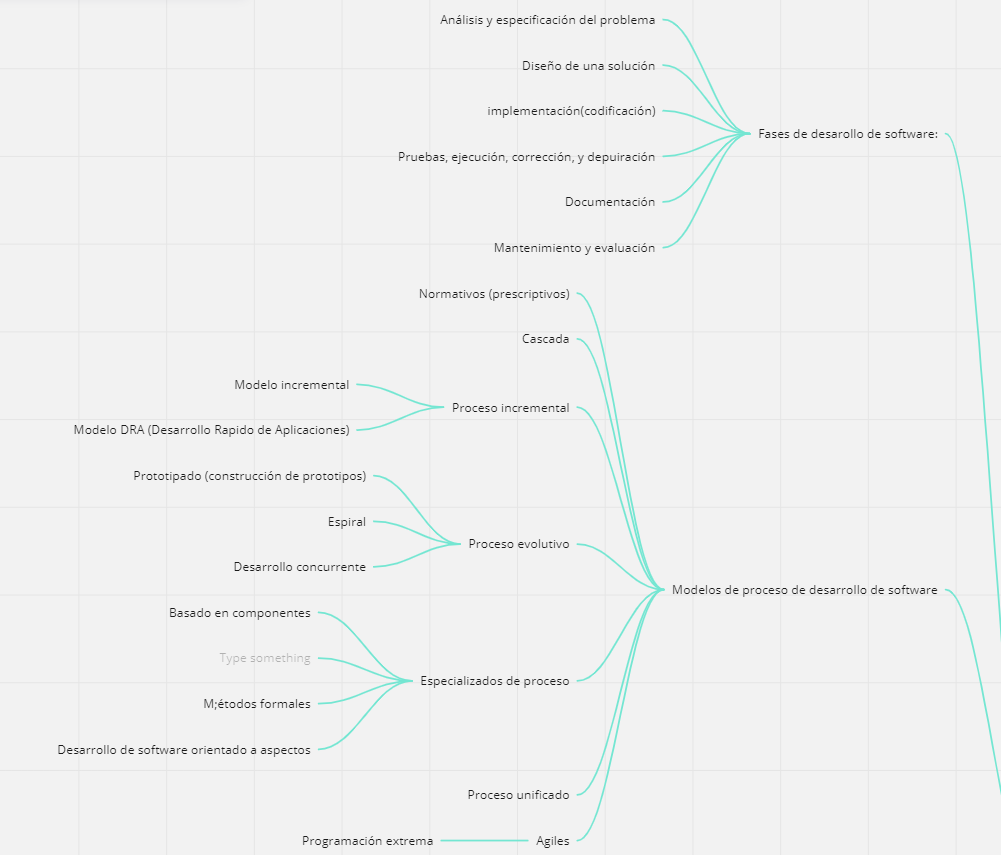 Análisis y especificación del problema
Diseño de una solución
implementación(codificación)
Fases de desarollo de software:
Pruebas, ejecución, corrección, y depuiración
Documentación
Mantenimiento y evaluación
Normativos (prescriptivos)
Cascada
Modelo incremental
Proceso incremental
Modelo DRA (Desarrollo Rapido de Aplicaciones)
Prototipado (construcción de prototipos)
Espiral
Proceso evolutivo
Desarrollo concurrente
Modelos de proceso de desarrollo de software
Basado en componentes
Type something
Especializados de proceso
M;étodos formales
Desarrollo de software orientado a aspectos
Proceso unificado
Programación extrema
Agiles